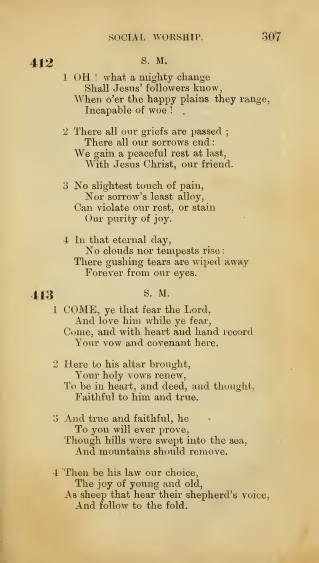 SOCIAL WORSHIP. 307
412 S. M.
1 OH ! what a mighty change
Shall Jesus' followers know,
When o'er the happy plains they range,
Incapable of woe !
2 There all our griefs are passed ;
There all our sorrows end :
We gain a peaceful rest at last,
With Jesus Christ, our friend.
3 No slightest touch of pain,
Nor sorrow's least alloy,
Can violate our rest, or stain
Our purity of joy.
4 In that eternal day,
No clouds nor tempests rise :
There gushing tears are wiped away
Forever from our eyes.
413 S. M.
1 COME, ye that fear the Lord,
And love him while ye fear,
Come, and with heart and hand record
Your vow and covenant here.
2 Here to his altar brought,
Your holy vows renew,
To be in heart, and deed, and thought,
Faithful to him and true.
3 And true and faithful, he
To you will ever prove,
Though hills were swept into the sea,
And mountains should remove.
4 Then be his law our choice,
The joy of young and old,
As sheep that hear their shepherd's voice,
And follow to the fold.